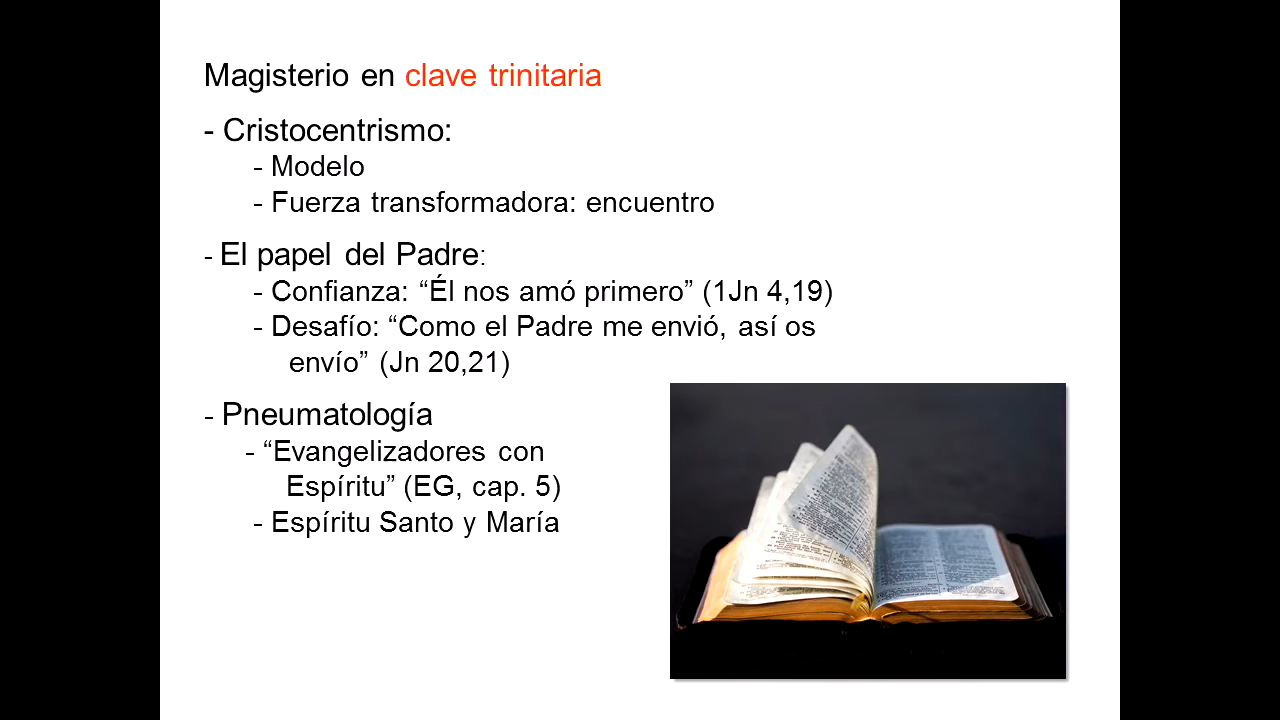 Magisterio en clave trinitaria
- Cristocentrismo:
- Modelo
- Fuerza transformadora: encuentro
- El papel del Padre:
- Confianza: “Él nos amó primero” (1Jn 4,19)
- Desafío: “Como el Padre me envió, así os
envío” (Jn 20,21)
- Pneumatología
- “Evangelizadores con
Espíritu” (EG, cap. 5)
- Espíritu Santo y María